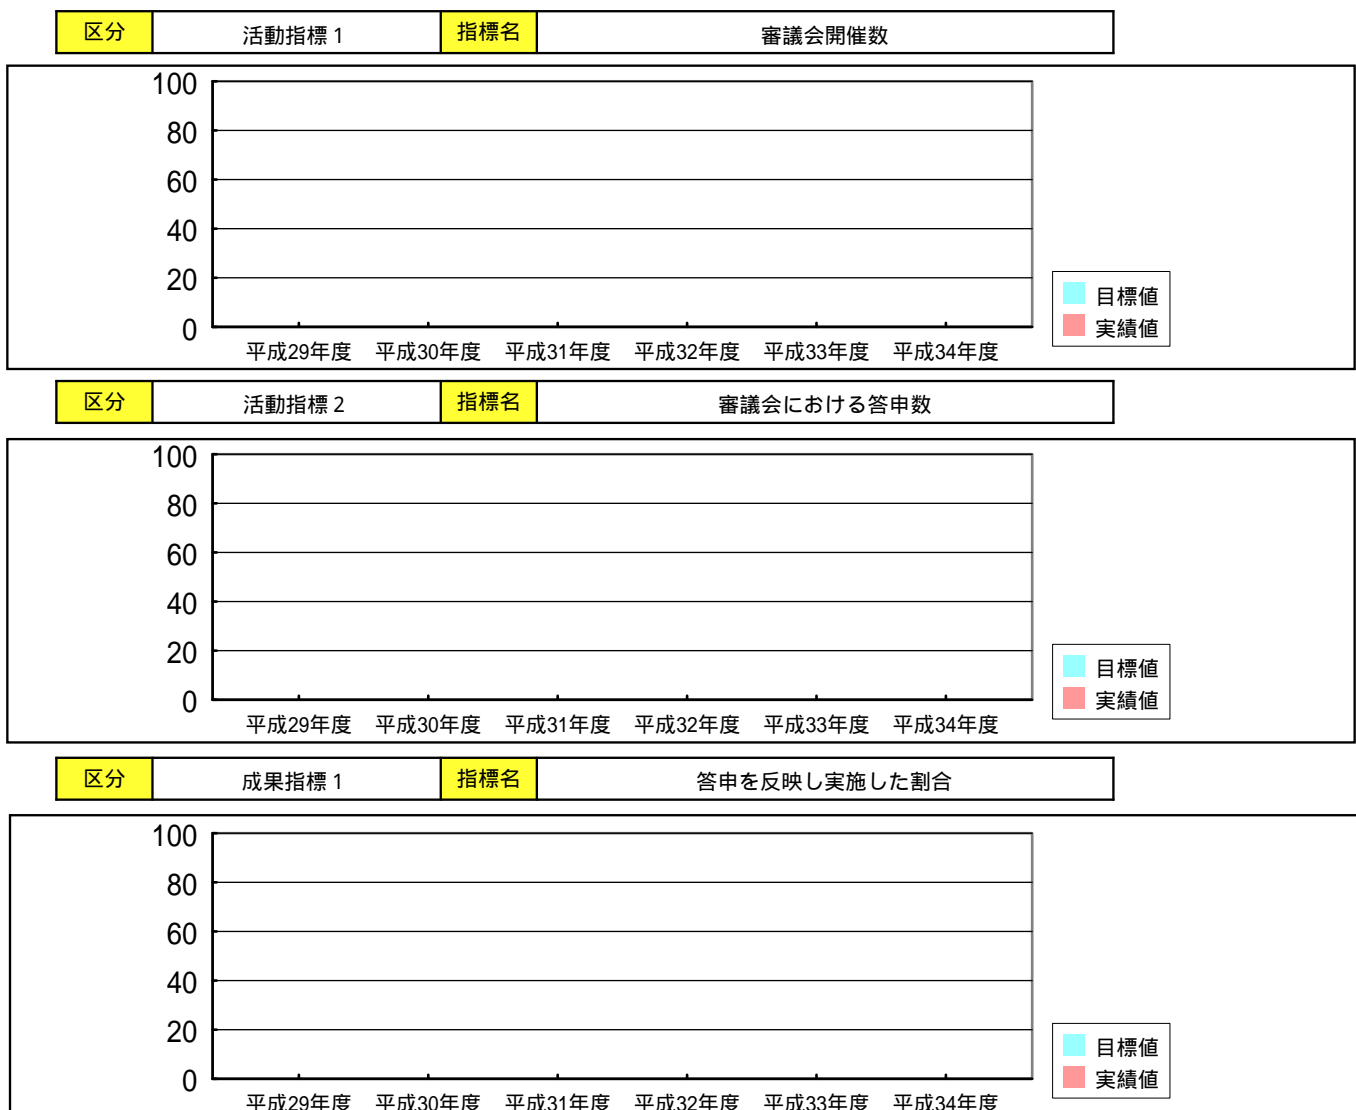 区分 活動指標1 指標名 審議会開催数
100
80
60
40
20
0
平成29年度 平成30年度 平成31年度 平成32年度 平成33年度 平成34年度
目標値
実績値
区分 活動指標2 指標名 審議会における答申数
100
80
60
40
20
0
平成29年度 平成30年度 平成31年度 平成32年度 平成33年度 平成34年度
目標値
実績値
区分 成果指標1 指標名 答申を反映し実施した割合
100
80
60
40
20
0
平成29年度 平成30年度 平成31年度 平成32年度 平成33年度 平成34年度
目標値
実績値